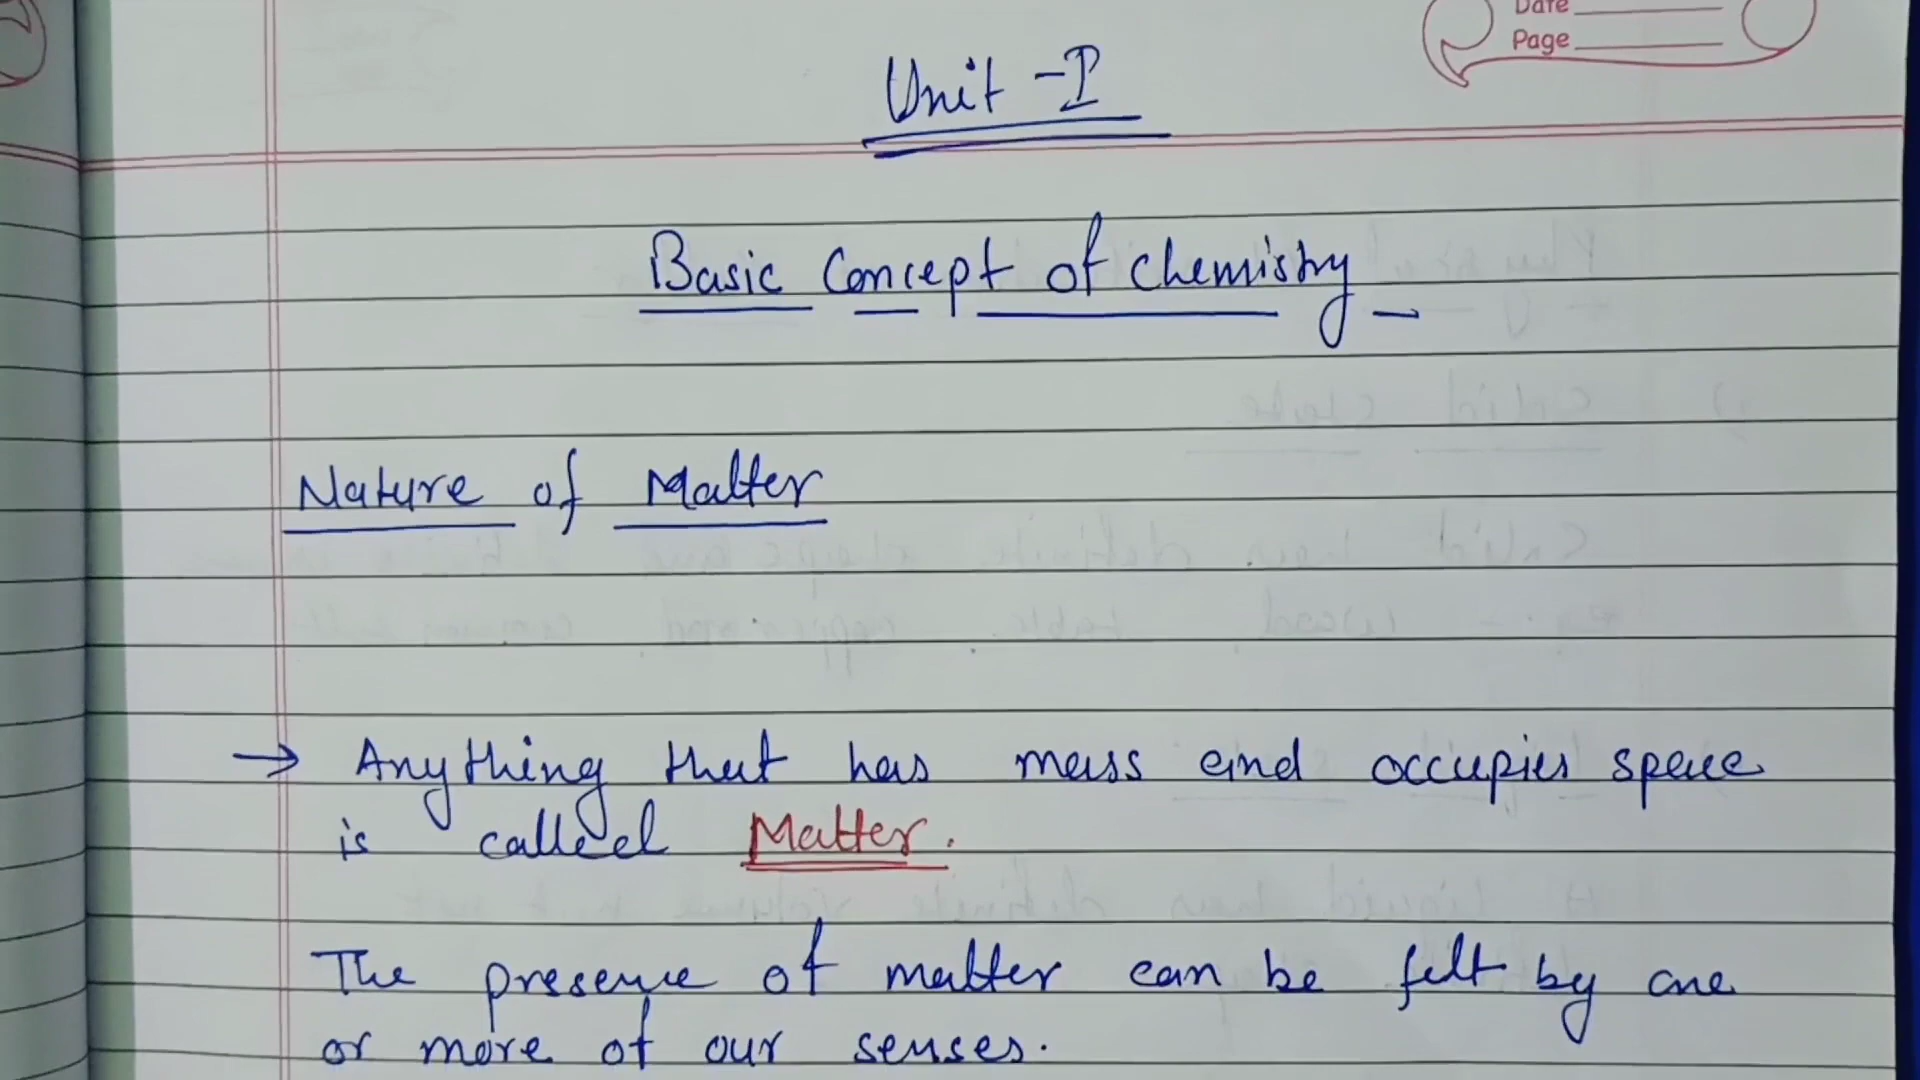 Date
Page
Unit - I
Basic Concept of Chemistry
Nature of Matter
→ Anything that has mass and occupies space
is called Matter.
The presence of matter can be felt by one
or more of our senses.